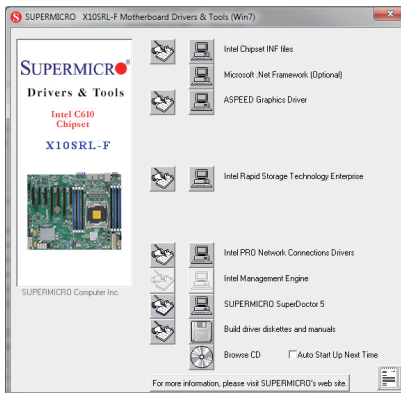 SUPERMICRO X10SRL-F Motherboard Drivers & Tools (Win7)
SUPERMICRO
Drivers & Tools
Intel C610
Chipset
X10SRL-F
SUPERMICRO Computer Inc.
Intel Chipset INF files
Microsoft .Net Framework (Optional)
ASPEED Graphics Driver
Intel Rapid Storage Technology Enterprise
Intel PRO Network Connections Drivers
Intel Management Engine
SUPERMICRO SuperDoctor 5
Build driver diskettes and manuals
Browse CD
Auto Start Up Next Time
For more information, please visit SUPERMICRO's web site.